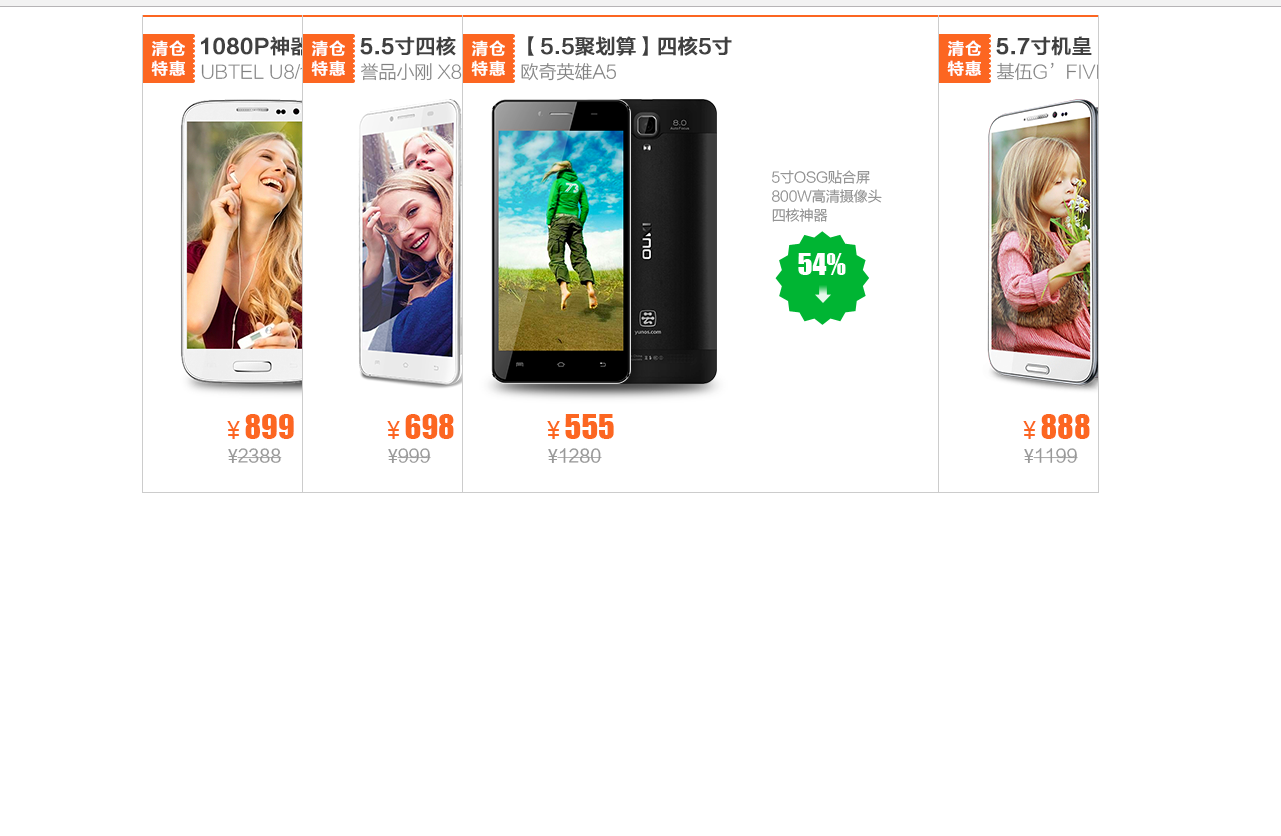 清仓
特惠
1080P神器
UBTEL U8/
¥ 899
¥2388
清仓
特惠
5.5寸四核
誉品小刚 X8
¥ 698
¥999
清仓
特惠
【5.5聚划算】四核5寸
欧奇英雄A5
73
8.0
AutoFocus
yunos.com
5寸OSG贴合屏
800W高清摄像头
四核神器
54%
¥ 555
¥1280
清仓
特惠
5.7寸机皇
基伍G’FIV
¥ 888
¥1199